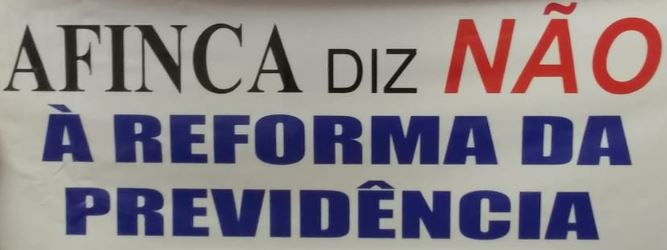 AFINCA DIZ NÃO
À REFORMA DA
PREVIDÊNCIA